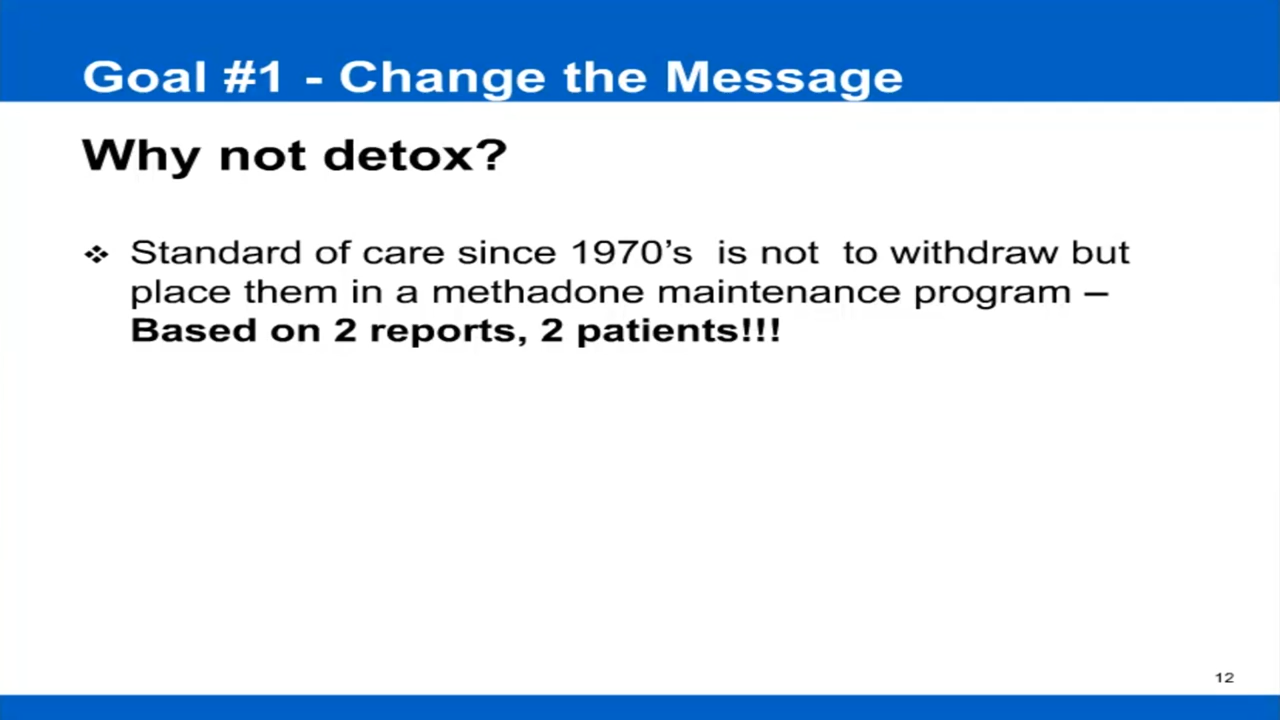 Goal #1 - Change the Message
Why not detox?
❖ Standard of care since 1970’s  is not  to withdraw but
place them in a methadone maintenance program –
Based on 2 reports, 2 patients!!!
12